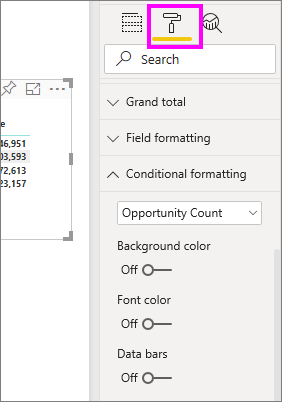 Search
e
46,951
03,593
72,613
23,157
Grand total
Field formatting
Conditional formatting
Opportunity Count
Background color
Off
Font color
Off
Data bars
Off